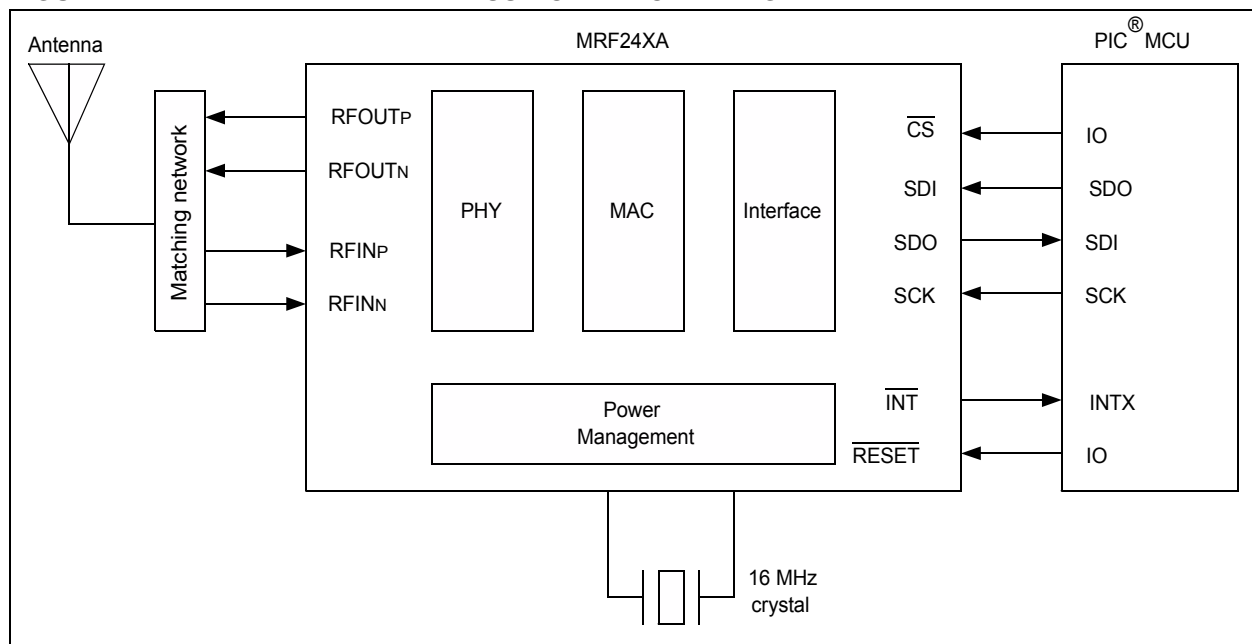 Antenna
MRF24XA
PIC® MCU
Matching network
RFOUTP
RFOUTN
RFINP
RFINN
PHY
MAC
Interface
Power
Management
CS
SDI
SDO
SCK
INT
RESET
IO
SDO
SDI
SCK
INTX
IO
16 MHz
crystal